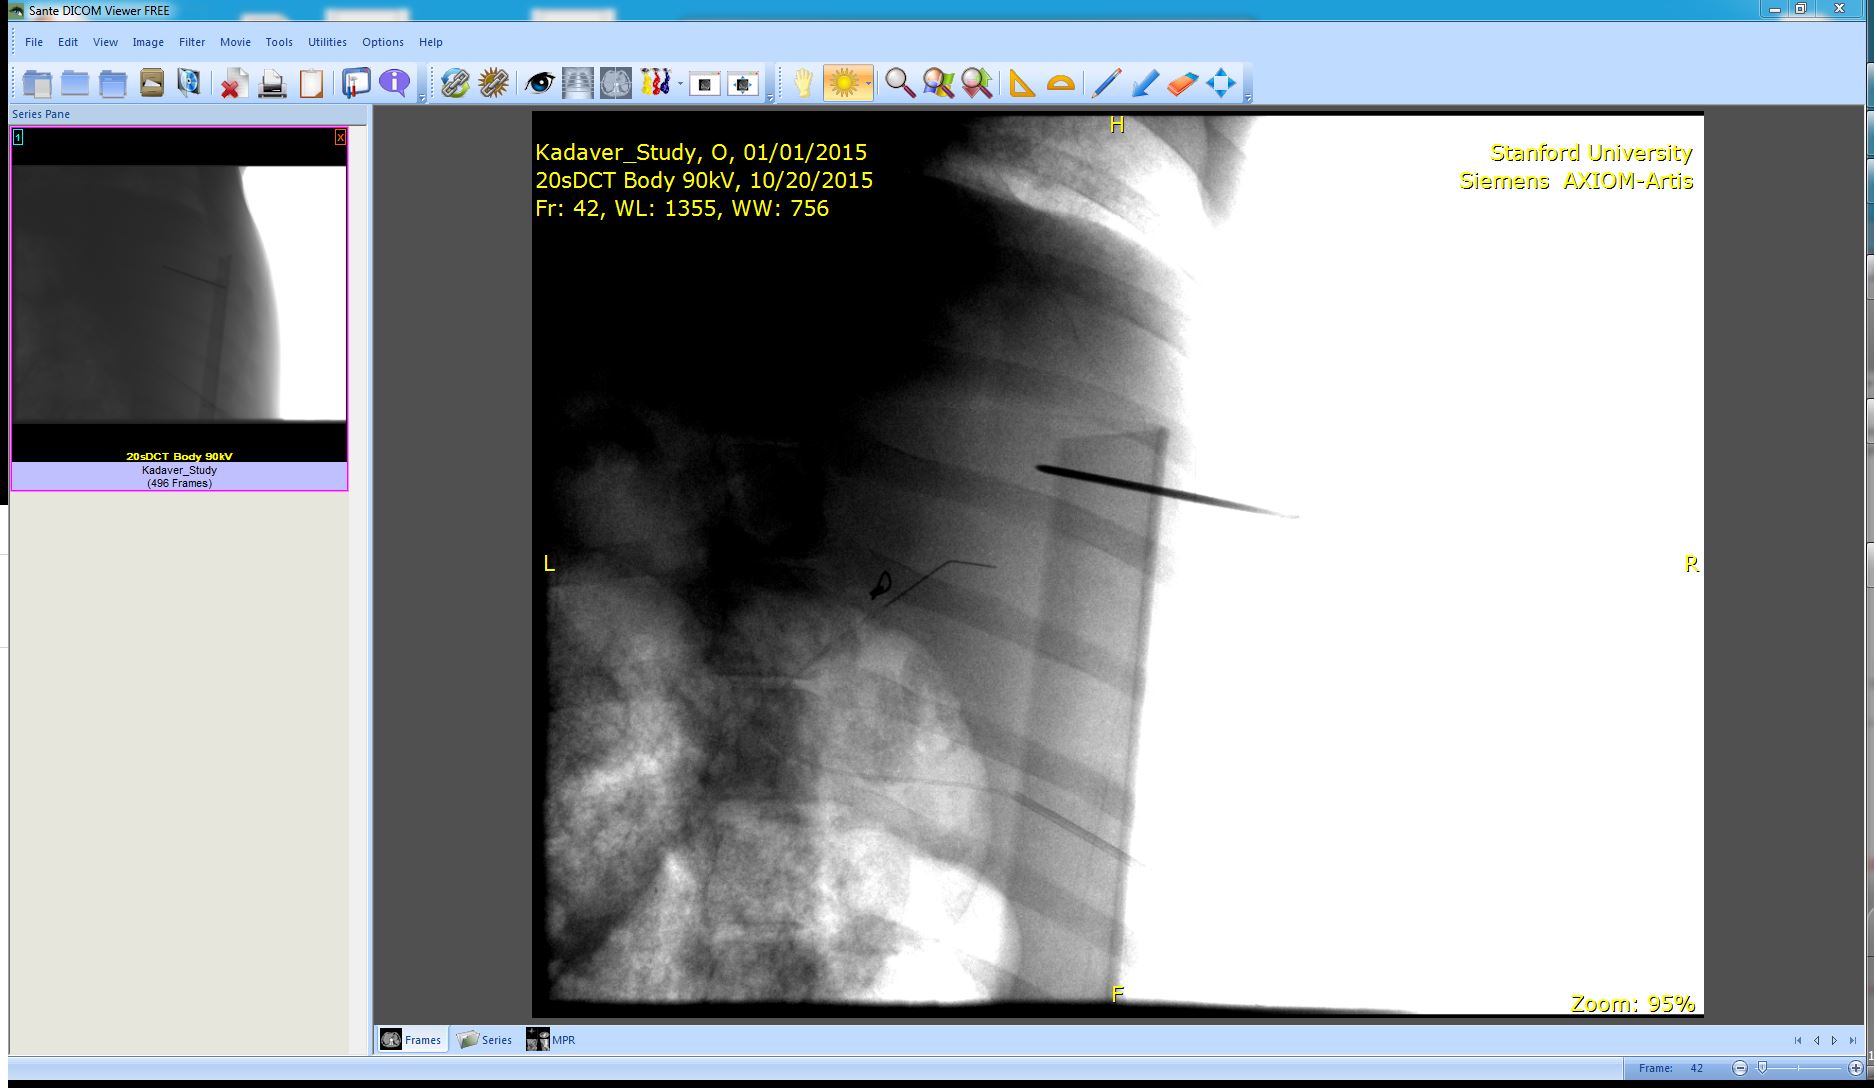 Sante DICOM Viewer FREE
File Edit View Image Filter Movie Tools Utilities Options Help
Series Pane
1 X
20sDCT Body 90kV
Kadaver_Study
(496 Frames)
H
Kadaver_Study, O, 01/01/2015
20sDCT Body 90kV, 10/20/2015
Fr: 42, WL: 1355, WW: 756
Stanford University
Siemens AXIOM-Artis
L
R
F
Zoom: 95%
Frames Series MPR
Frame: 42